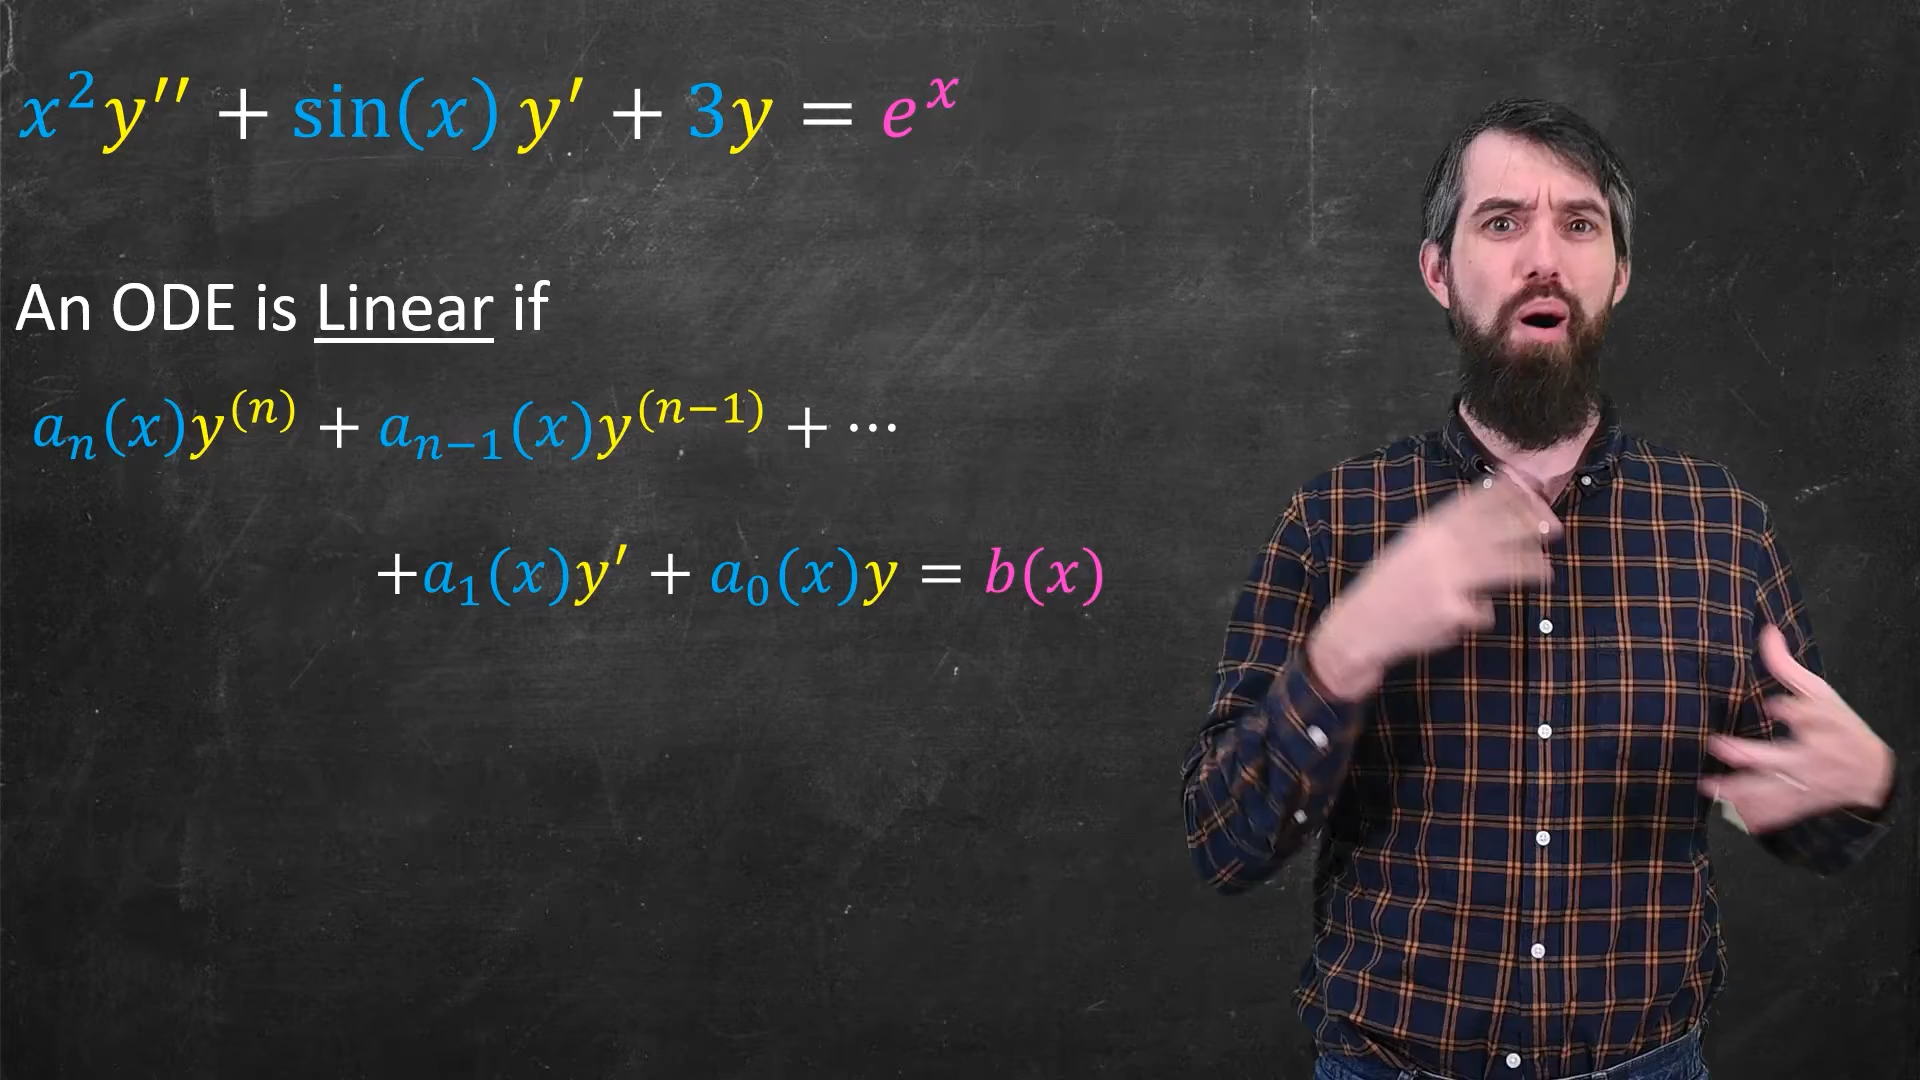 x²y′′ + sin(x) y′ + 3y = eˣ
An ODE is Linear if
aₙ(x)y⁽ⁿ⁾ + aₙ₋₁(x)y⁽ⁿ⁻¹⁾ + ⋯
+a₁(x)y′ + a₀(x)y = b(x)